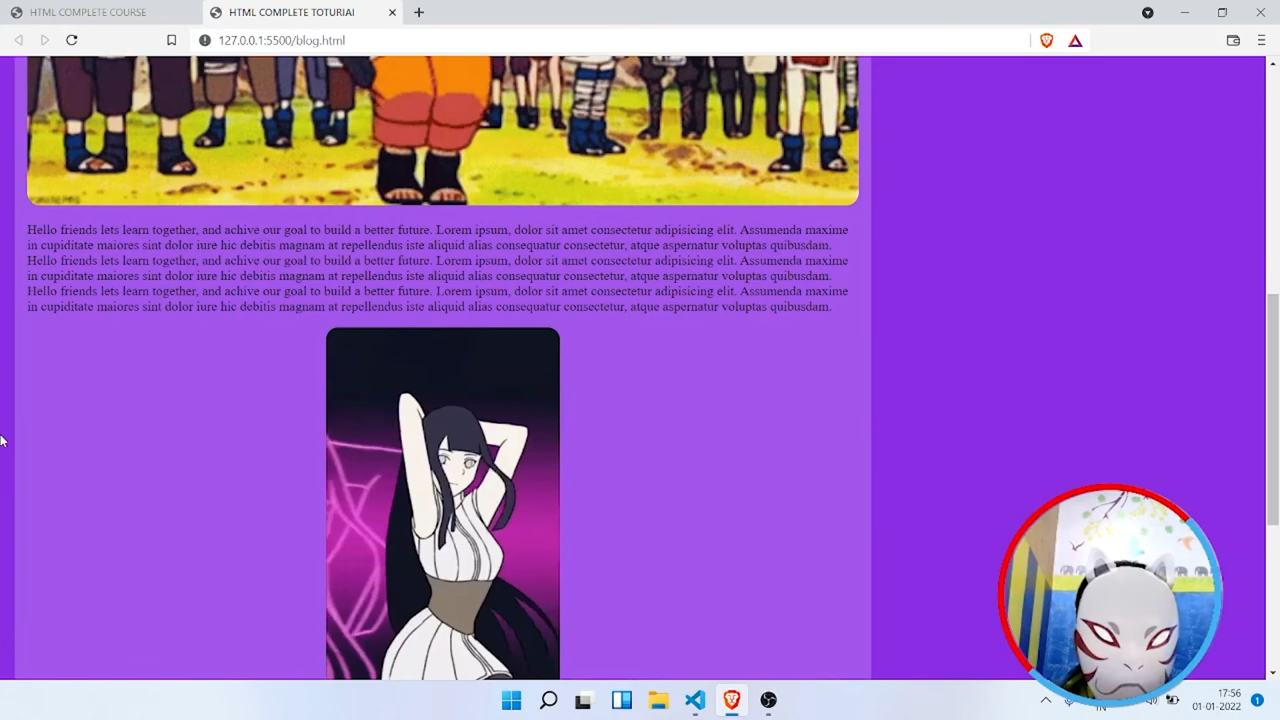 HTML COMPLETE COURSE
HTML COMPLETE TOTURIAl
127.0.0.1:5500/blog.html
Hello friends lets learn together, and achive our goal to build a better future. Lorem ipsum, dolor sit amet consectetur adipisicing elit. Assumenda maxime
in cupiditate maiores sint dolor iure hic debitis magnam at repellendus iste aliquid alias consequatur consectetur, atque aspernatur voluptas quibusdam.
Hello friends lets learn together, and achive our goal to build a better future. Lorem ipsum, dolor sit amet consectetur adipisicing elit. Assumenda maxime
in cupiditate maiores sint dolor iure hic debitis magnam at repellendus iste aliquid alias consequatur consectetur, atque aspernatur voluptas quibusdam.
Hello friends lets learn together, and achive our goal to build a better future. Lorem ipsum, dolor sit amet consectetur adipisicing elit. Assumenda maxime
in cupiditate maiores sint dolor iure hic debitis magnam at repellendus iste aliquid alias consequatur consectetur, atque aspernatur voluptas quibusdam.
IN
17:56
01-01-2022
1